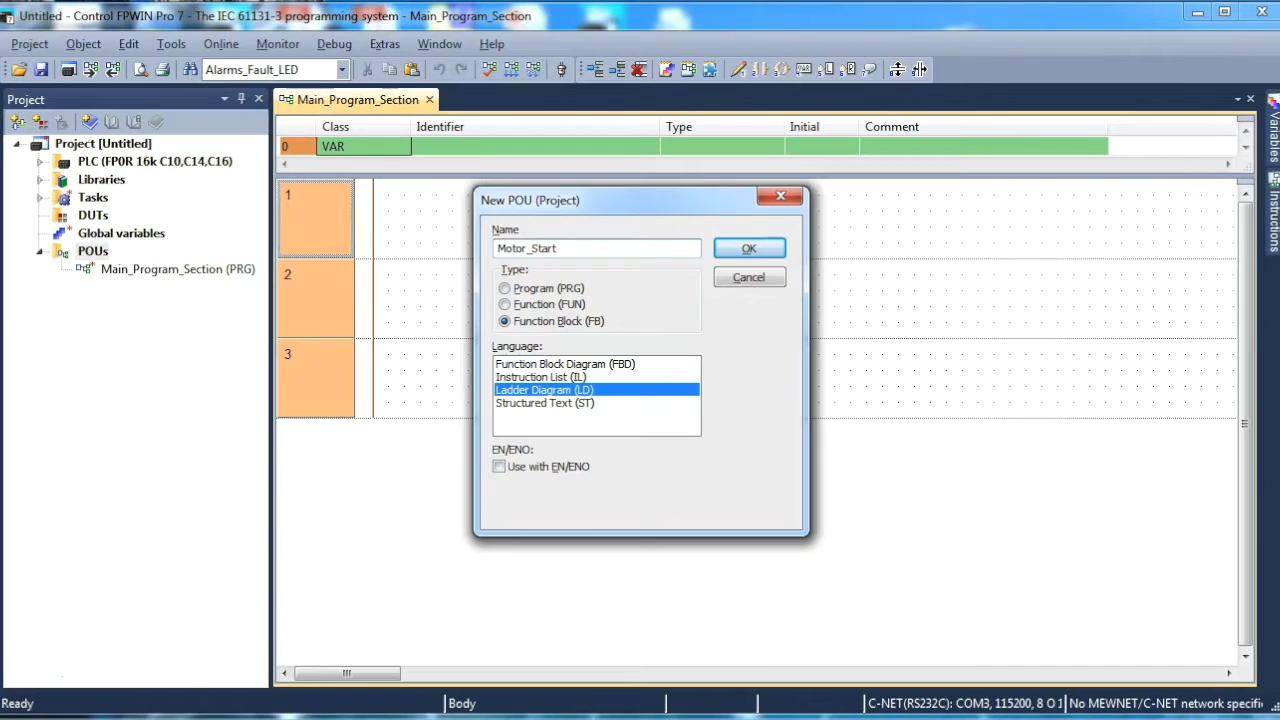 Untitled - Control FPWIN Pro 7 - The IEC 61131-3 programming system - Main_Program_Section
Project Object Edit Tools Online Monitor Debug Extras Window Help
Alarms_Fault_LED
Project
Main_Program_Section
Project [Untitled]
PLC (FP0R 16k C10,C14,C16)
Libraries
Tasks
DUTs
Global variables
POUs
Main_Program_Section (PRG)
Class Identifier Type Initial Comment
0 VAR
1
2
3
New POU (Project)
Name
Motor_Start
OK
Cancel
Type:
Program (PRG)
Function (FUN)
Function Block (FB)
Language:
Function Block Diagram (FBD)
Instruction List (IL)
Ladder Diagram (LD)
Structured Text (ST)
EN/ENO:
Use with EN/ENO
Variables
Instructions
Ready
Body
C-NET(RS232C): COM3, 115200, 8 O 1
No MEWNET/C-NET network specifi